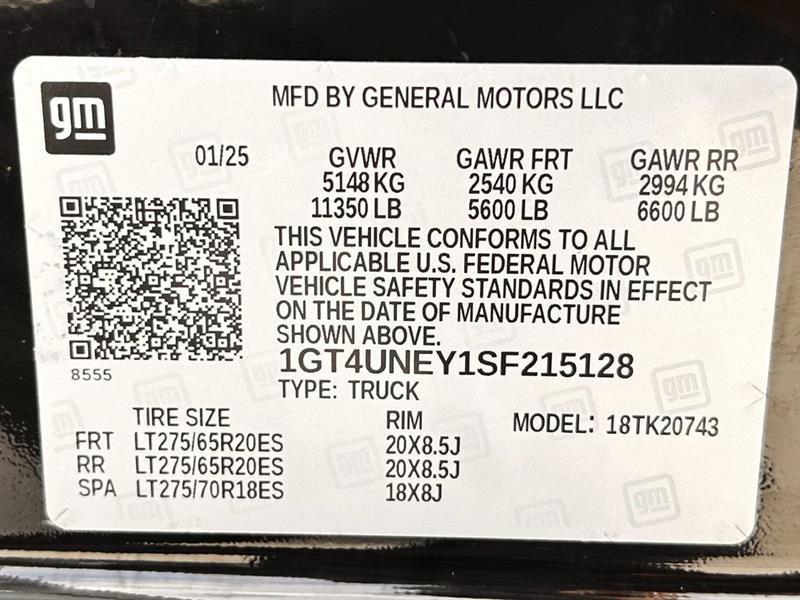 gm
MFD BY GENERAL MOTORS LLC
01/25 GVWR GAWR FRT GAWR RR
5148 KG 2540 KG 2994 KG
11350 LB 5600 LB 6600 LB
THIS VEHICLE CONFORMS TO ALL
APPLICABLE U.S. FEDERAL MOTOR
VEHICLE SAFETY STANDARDS IN EFFECT
ON THE DATE OF MANUFACTURE
SHOWN ABOVE.
1GT4UNEY1SF215128
8555
TYPE: TRUCK
TIRE SIZE RIM MODEL: 18TK20743
FRT LT275/65R20ES 20X8.5J
RR LT275/65R20ES 20X8.5J
SPA LT275/70R18ES 18X8J